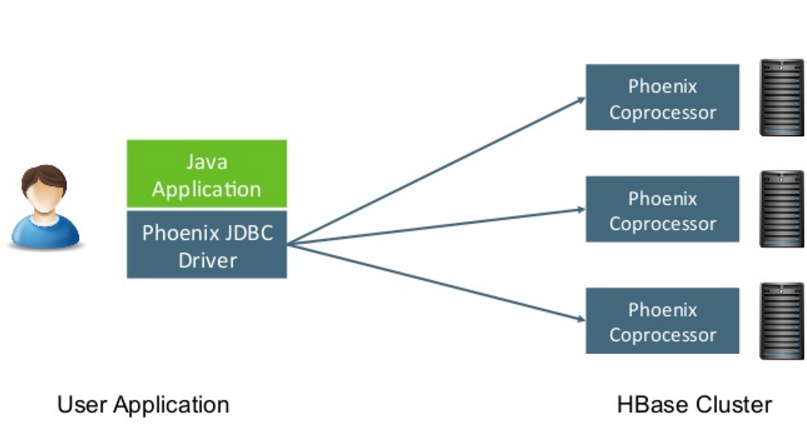 Java
Application
Phoenix JDBC
Driver
Phoenix
Coprocessor
Phoenix
Coprocessor
Phoenix
Coprocessor
User Application
HBase Cluster